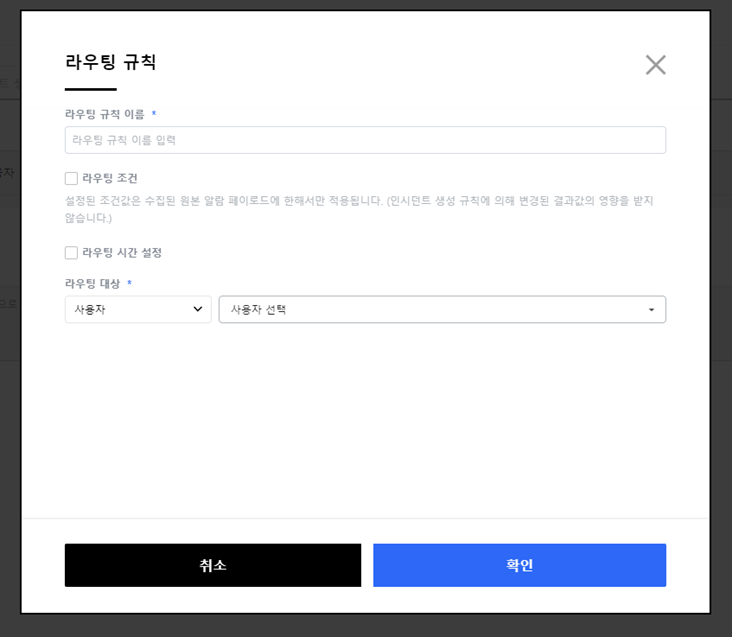 라우팅 규칙
라우팅 규칙 이름 *
라우팅 규칙 이름 입력
라우팅 조건
설정된 조건값은 수집된 원본 알람 페이로드에 한해서만 적용됩니다. (인시던트 생성 규칙에 의해 변경된 결과값의 영향을 받지
않습니다.)
라우팅 시간 설정
라우팅 대상 *
사용자 사용자 선택
취소 확인